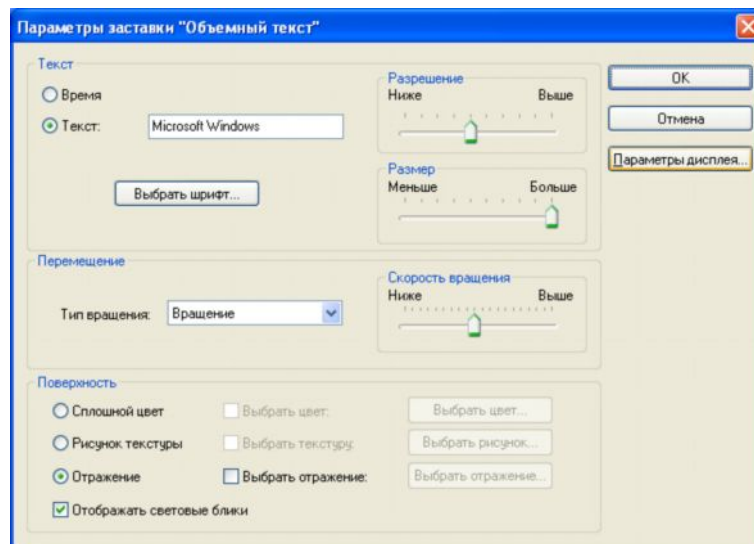 Параметры заставки "Объемный текст"
Текст
Время
Текст: Microsoft Windows
Выбрать шрифт...
Разрешение
Ниже Выше
Размер
Меньше Больше
OK
Отмена
Параметры дисплея...
Перемещение
Тип вращения: Вращение
Скорость вращения
Ниже Выше
Поверхность
Сплошной цвет Выбрать цвет: Выбрать цвет...
Рисунок текстуры Выбрать текстуру: Выбрать рисунок...
Отражение Выбрать отражение: Выбрать отражение...
Отображать световые блики